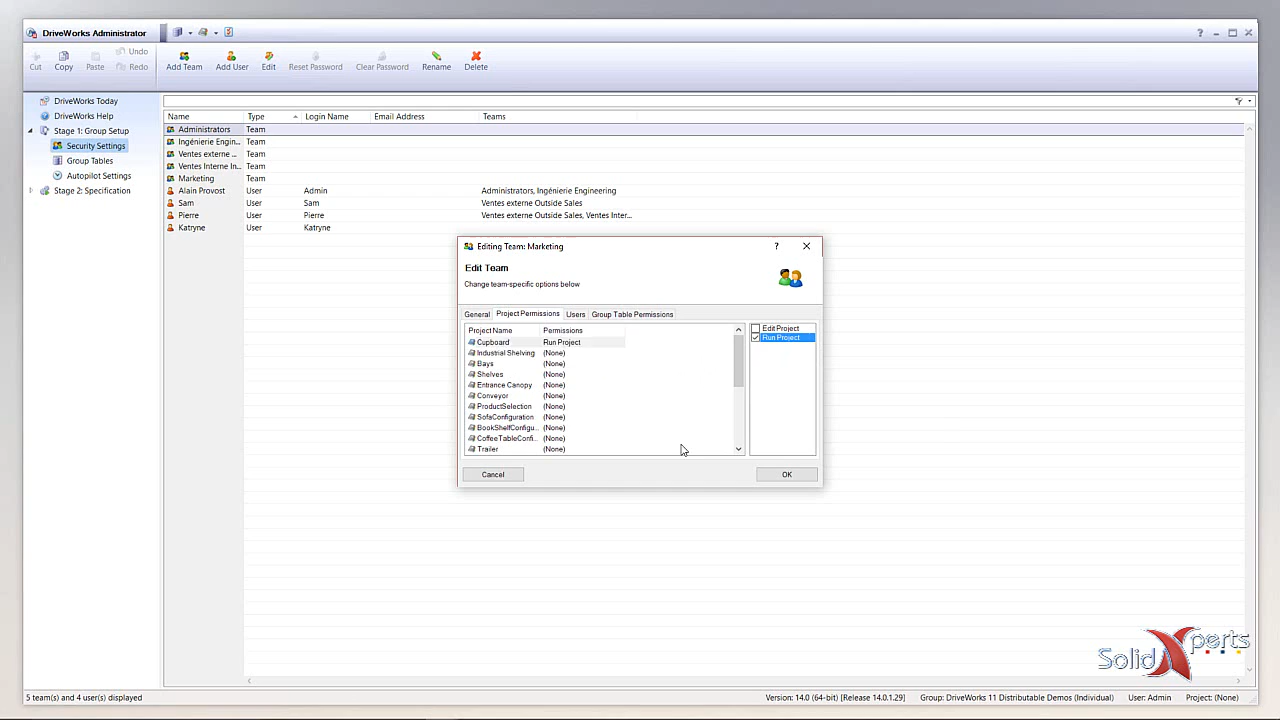 DriveWorks Administrator
?
Cut
Copy
Paste
Undo
Redo
Add Team
Add User
Edit
Reset Password
Clear Password
Rename
Delete
DriveWorks Today
DriveWorks Help
Stage 1: Group Setup
Security Settings
Group Tables
Autopilot Settings
Stage 2: Specification
Name Type Login Name Email Address Teams
Administrators Team
Ingénierie Engin... Team
Ventes externe ... Team
Ventes Interne In... Team
Marketing Team
Alain Provost User Admin Administrators, Ingénierie Engineering
Sam User Sam Ventes externe Outside Sales
Pierre User Pierre Ventes externe Outside Sales, Ventes Inter...
Katryne User Katryne
Editing Team: Marketing ?
Edit Team
Change team-specific options below
General Project Permissions Users Group Table Permissions
Project Name Permissions
Cupboard Run Project
Industrial Shelving (None)
Bays (None)
Shelves (None)
Entrance Canopy (None)
Conveyor (None)
ProductSelection (None)
SofaConfiguration (None)
BookShelfConfigu... (None)
CoffeeTableConfi... (None)
Trailer (None)
Edit Project
Run Project
Cancel OK
Solid Xperts
5 team(s) and 4 user(s) displayed
Version: 14.0 (64-bit) [Release 14.0.1.29] Group: DriveWorks 11 Distributable Demos (Individual) User: Admin Project: (None)